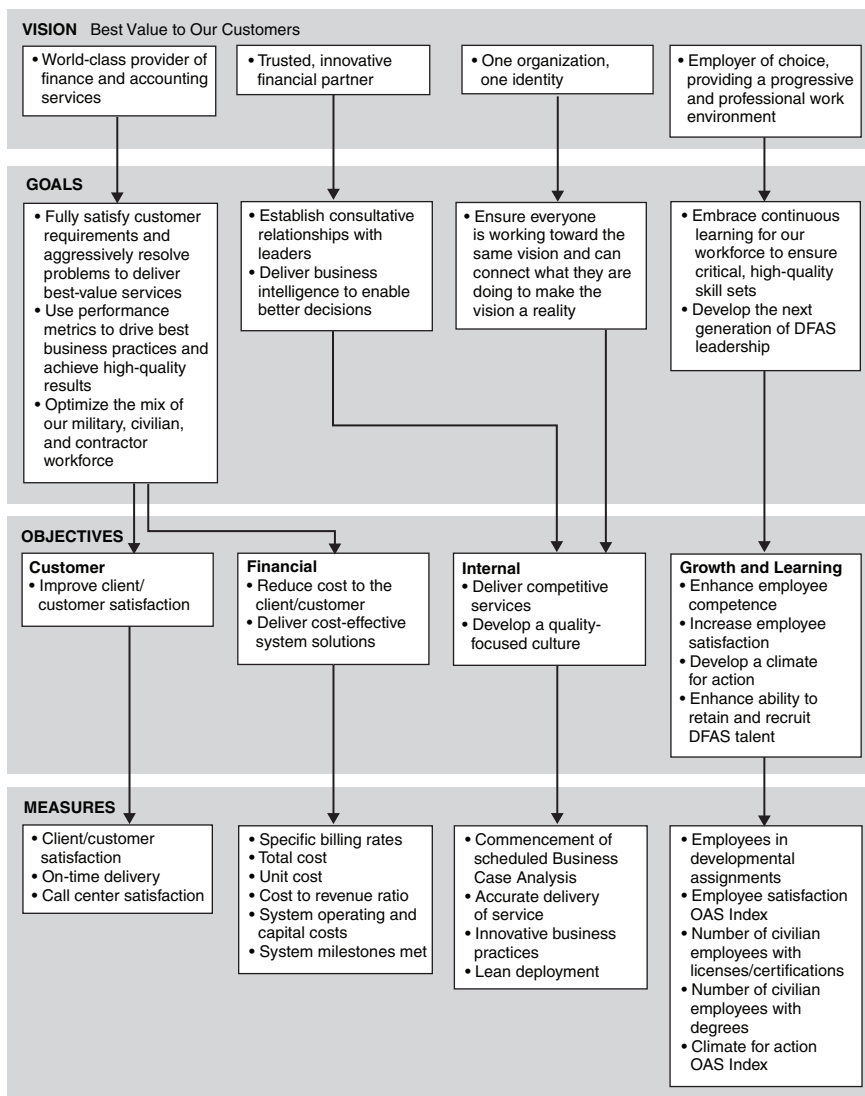 VISION Best Value to Our Customers
• World-class provider of
finance and accounting
services
• Trusted, innovative
financial partner
• One organization,
one identity
• Employer of choice,
providing a progressive
and professional work
environment
GOALS
• Fully satisfy customer
requirements and
aggressively resolve
problems to deliver
best-value services
• Use performance
metrics to drive best
business practices and
achieve high-quality
results
• Optimize the mix of
our military, civilian,
and contractor
workforce
• Establish consultative
relationships with
leaders
• Deliver business
intelligence to enable
better decisions
• Ensure everyone
is working toward the
same vision and can
connect what they are
doing to make the
vision a reality
• Embrace continuous
learning for our
workforce to ensure
critical, high-quality
skill sets
• Develop the next
generation of DFAS
leadership
OBJECTIVES
Customer
• Improve client/
customer satisfaction
Financial
• Reduce cost to the
client/customer
• Deliver cost-effective
system solutions
Internal
• Deliver competitive
services
• Develop a quality-
focused culture
Growth and Learning
• Enhance employee
competence
• Increase employee
satisfaction
• Develop a climate
for action
• Enhance ability to
retain and recruit
DFAS talent
MEASURES
• Client/customer
satisfaction
• On-time delivery
• Call center satisfaction
• Specific billing rates
• Total cost
• Unit cost
• Cost to revenue ratio
• System operating and
capital costs
• System milestones met
• Commencement of
scheduled Business
Case Analysis
• Accurate delivery
of service
• Innovative business
practices
• Lean deployment
• Employees in
developmental
assignments
• Employee satisfaction
OAS Index
• Number of civilian
employees with
licenses/certifications
• Number of civilian
employees with
degrees
• Climate for action
OAS Index